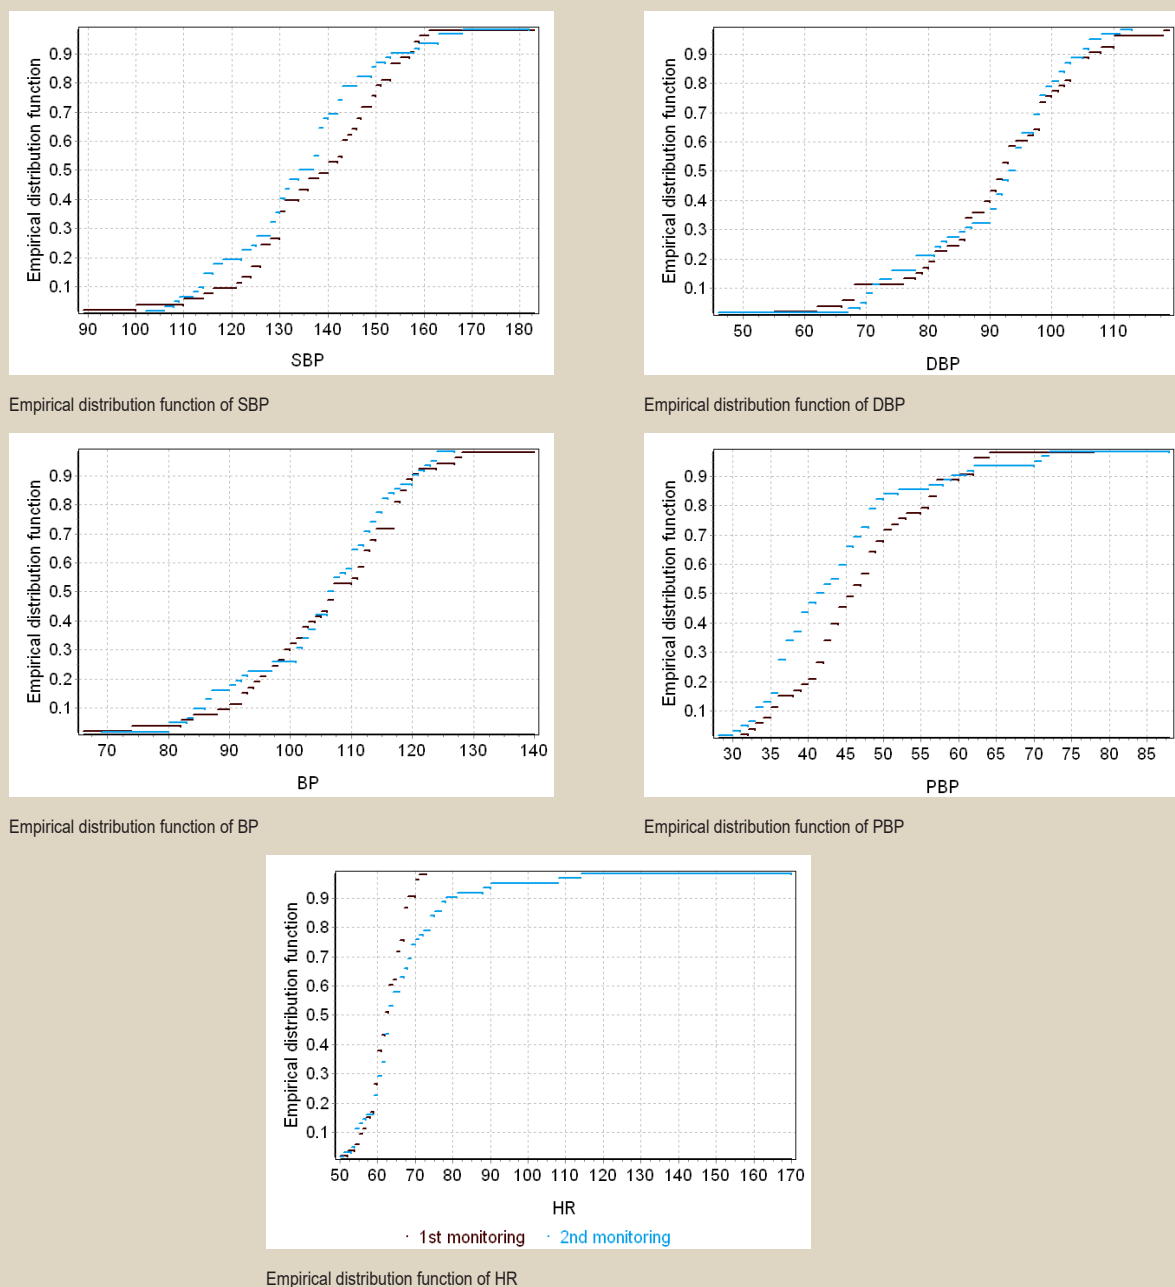 Empirical distribution function
0.9
0.8
0.7
0.6
0.5
0.4
0.3
0.2
0.1
90 100 110 120 130 140 150 160 170 180
SBP
Empirical distribution function of SBP
Empirical distribution function
0.9
0.8
0.7
0.6
0.5
0.4
0.3
0.2
0.1
50 60 70 80 90 100 110
DBP
Empirical distribution function of DBP
Empirical distribution function
0.9
0.8
0.7
0.6
0.5
0.4
0.3
0.2
0.1
70 80 90 100 110 120 130 140
BP
Empirical distribution function of BP
Empirical distribution function
0.9
0.8
0.7
0.6
0.5
0.4
0.3
0.2
0.1
30 35 40 45 50 55 60 65 70 75 80 85
PBP
Empirical distribution function of PBP
Empirical distribution function
0.9
0.8
0.7
0.6
0.5
0.4
0.3
0.2
0.1
50 60 70 80 90 100 110 120 130 140 150 160 170
HR
· 1st monitoring · 2nd monitoring
Empirical distribution function of HR